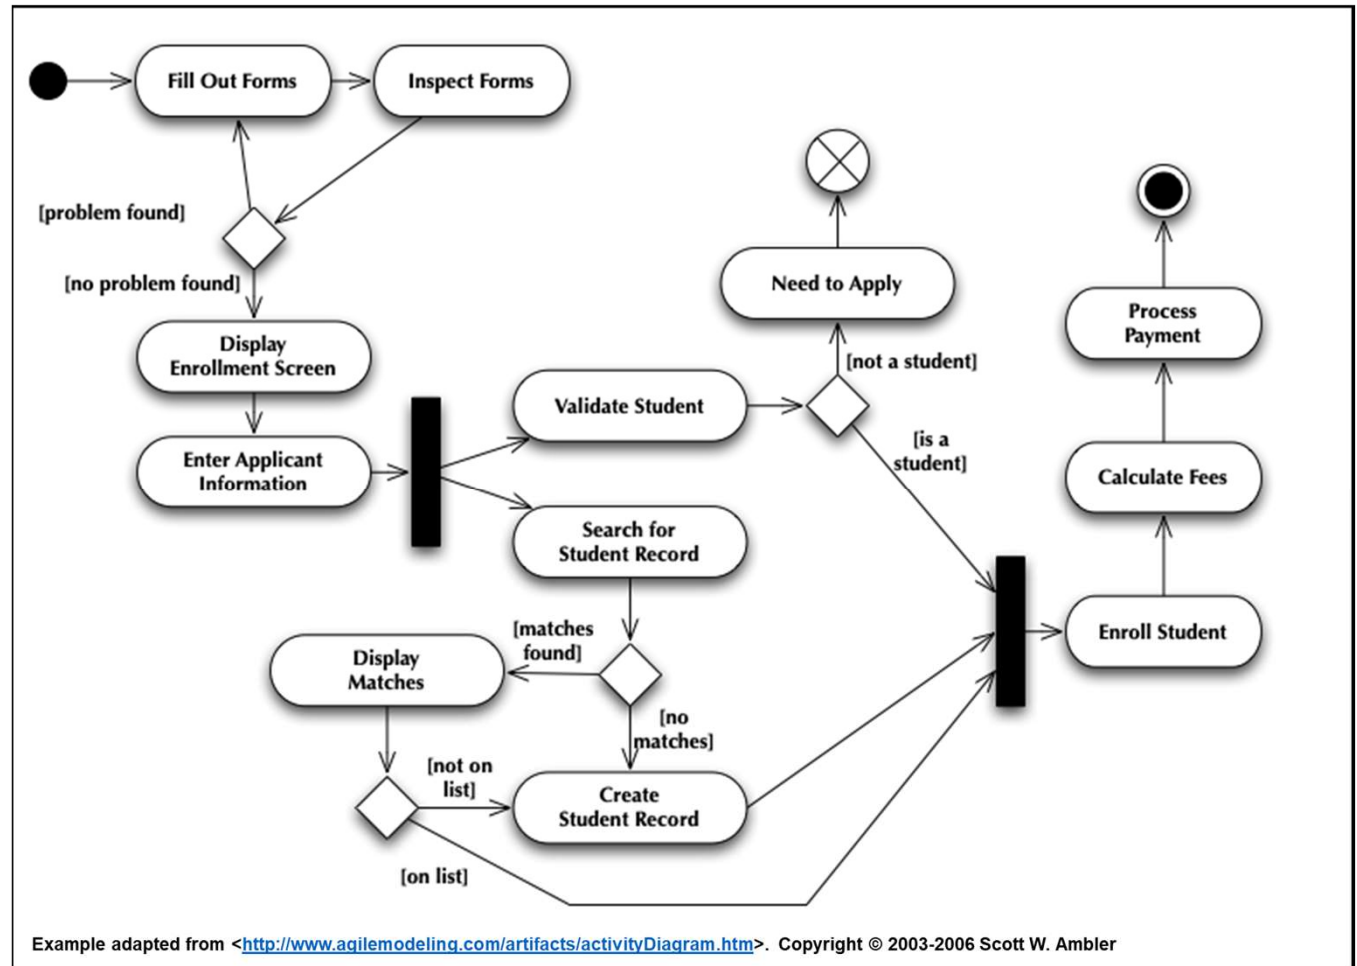 Fill Out Forms
Inspect Forms
[problem found]
[no problem found]
Display
Enrollment Screen
Enter Applicant
Information
Validate Student
Need to Apply
[not a student]
[is a
student]
Search for
Student Record
[matches
found]
Display
Matches
[no
matches]
[not on
list]
Create
Student Record
[on list]
Process
Payment
Calculate Fees
Enroll Student
Example adapted from <http://www.agilemodeling.com/artifacts/activityDiagram.htm>. Copyright © 2003-2006 Scott W. Ambler